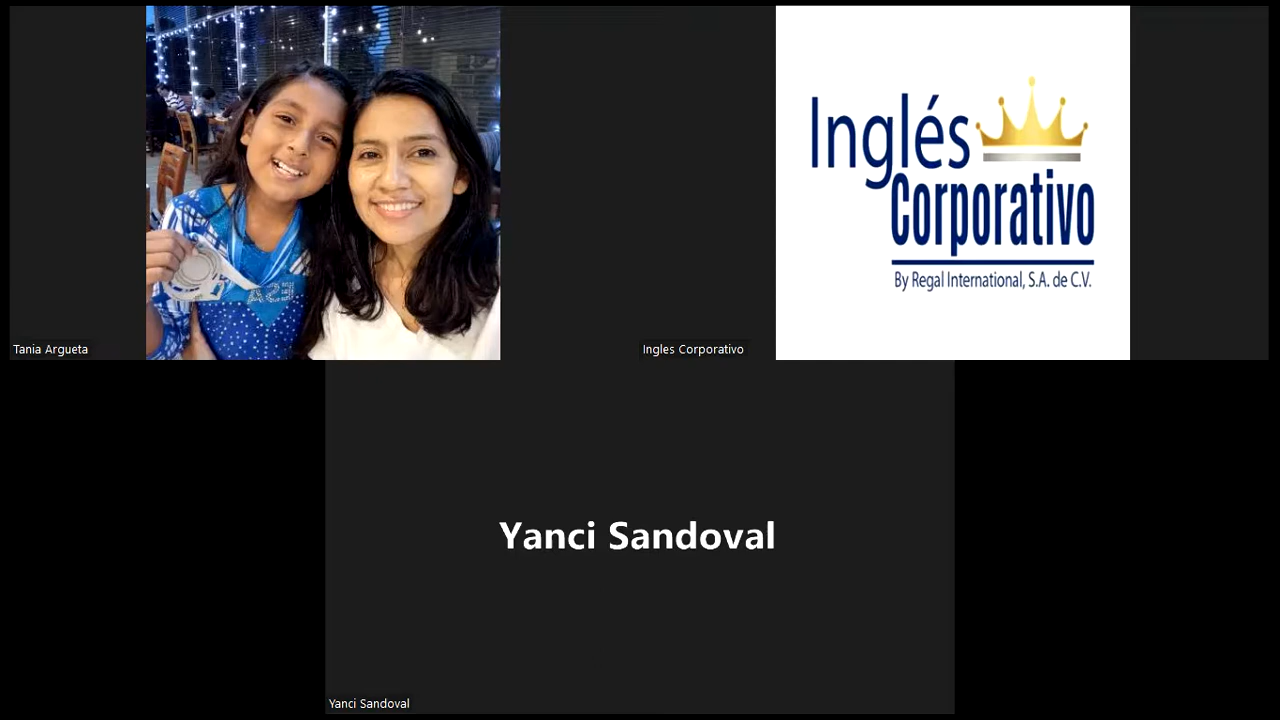 Tania Argueta
Inglés
Corporativo
By Regal International, S.A. de C.V.
Ingles Corporativo
Yanci Sandoval
Yanci Sandoval